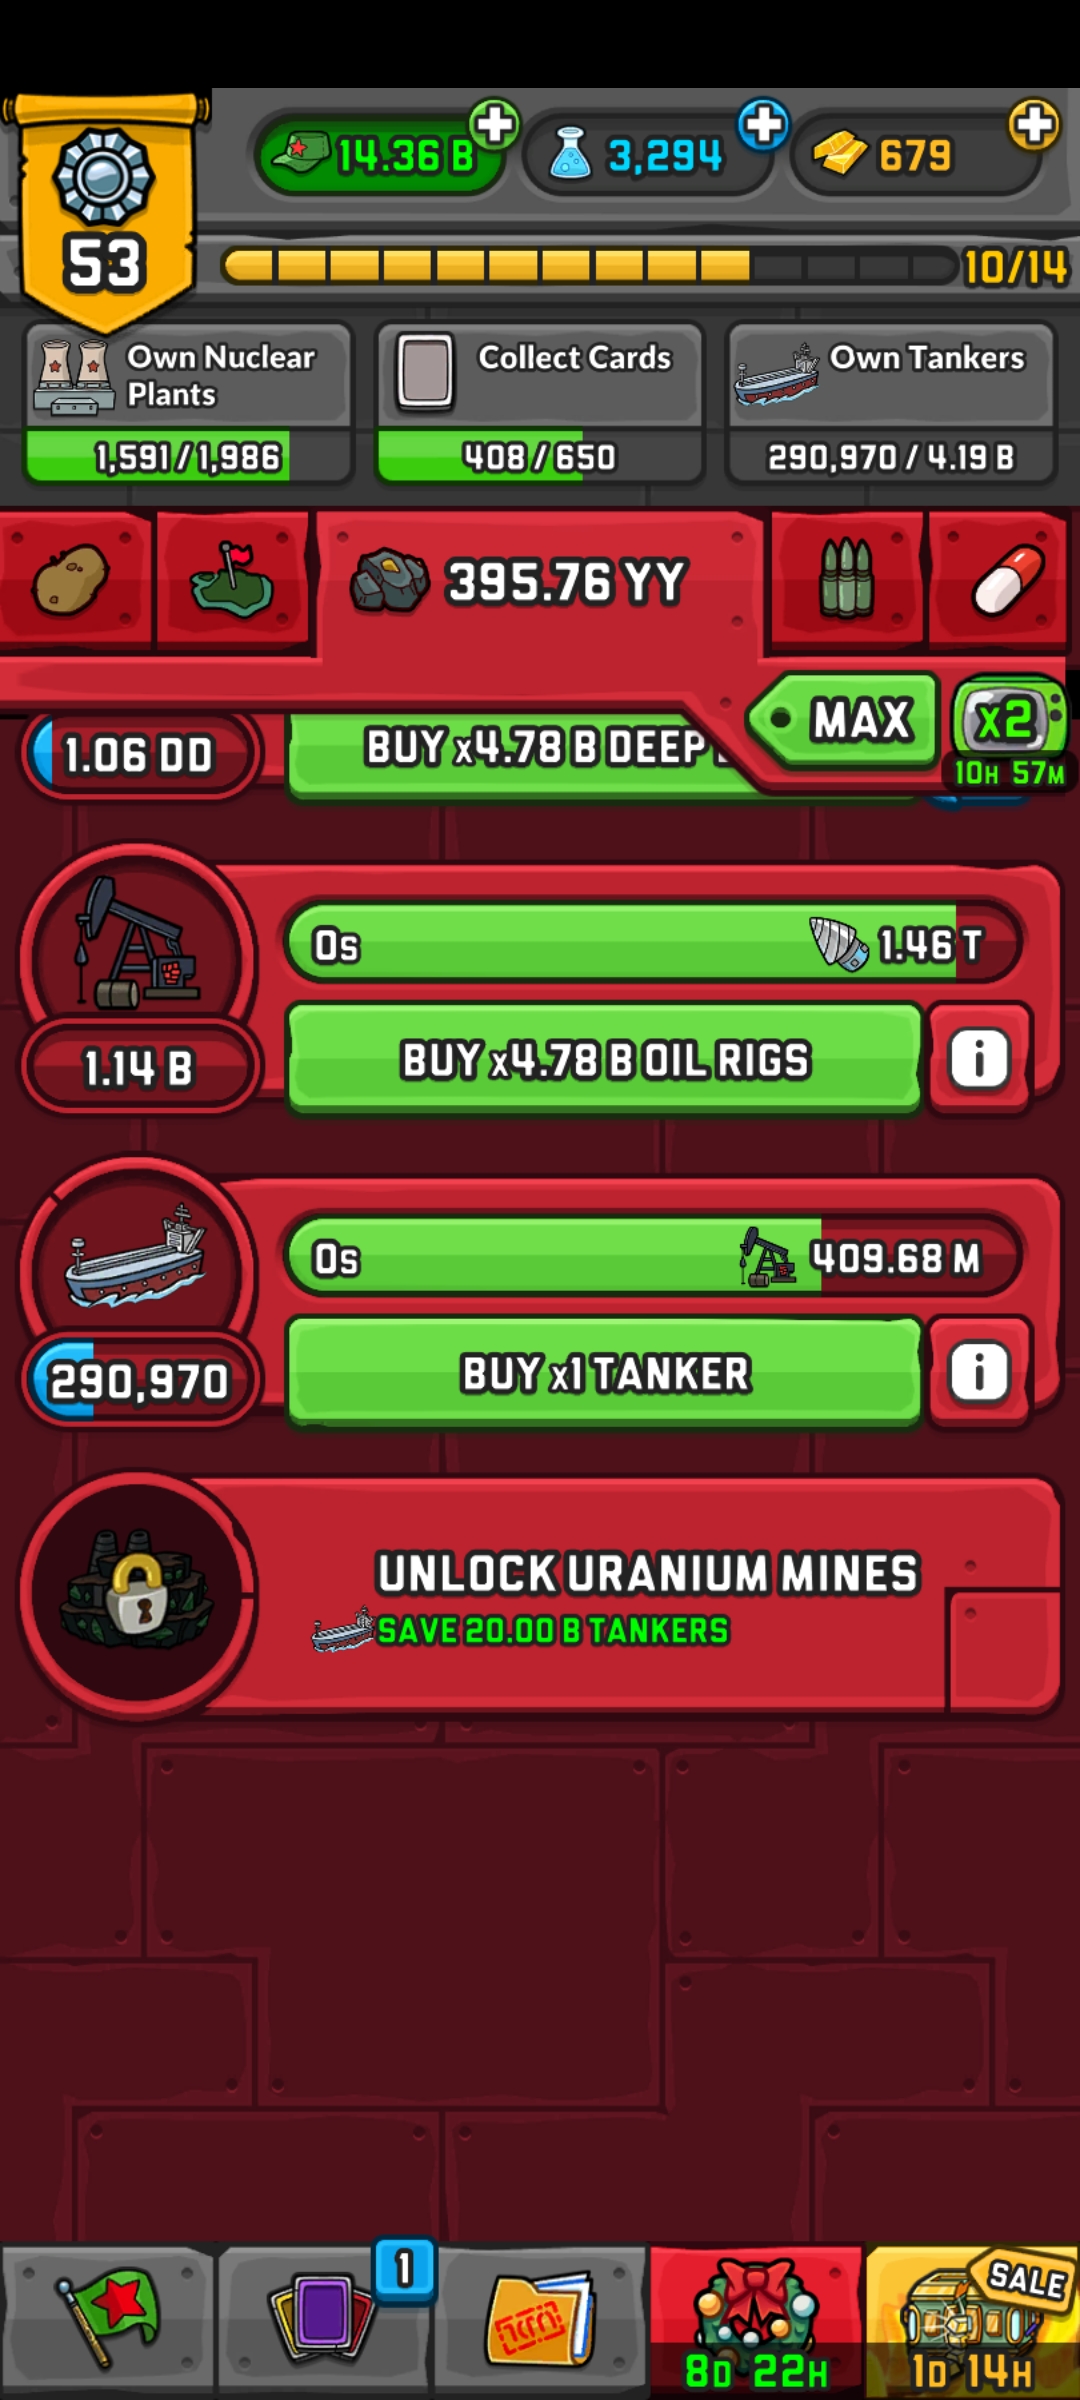 14.36 B
3,294
679
53
10/14
Own Nuclear
Plants
1,591/1,986
Collect Cards
408/650
Own Tankers
290,970/4.19 B
395.76 YY
MAX
x2
10H 57M
1.06 DD
BUY x4.78 B DEEP
0s
1.46 T
1.14 B
BUY x4.78 B OIL RIGS
i
0s
409.68 M
290,970
BUY x1 TANKER
i
UNLOCK URANIUM MINES
SAVE 20.00 B TANKERS
1
8D 22H
SALE
1D 14H